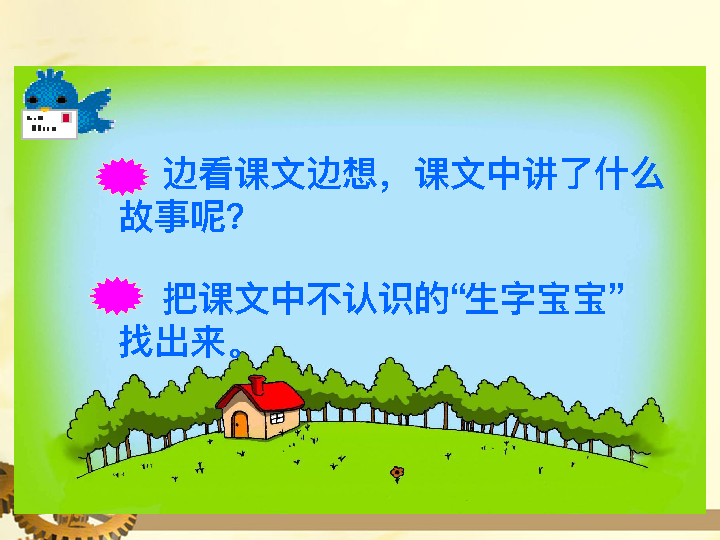 边看课文边想，课文中讲了什么
故事呢?
把课文中不认识的“生字宝宝”
找出来。